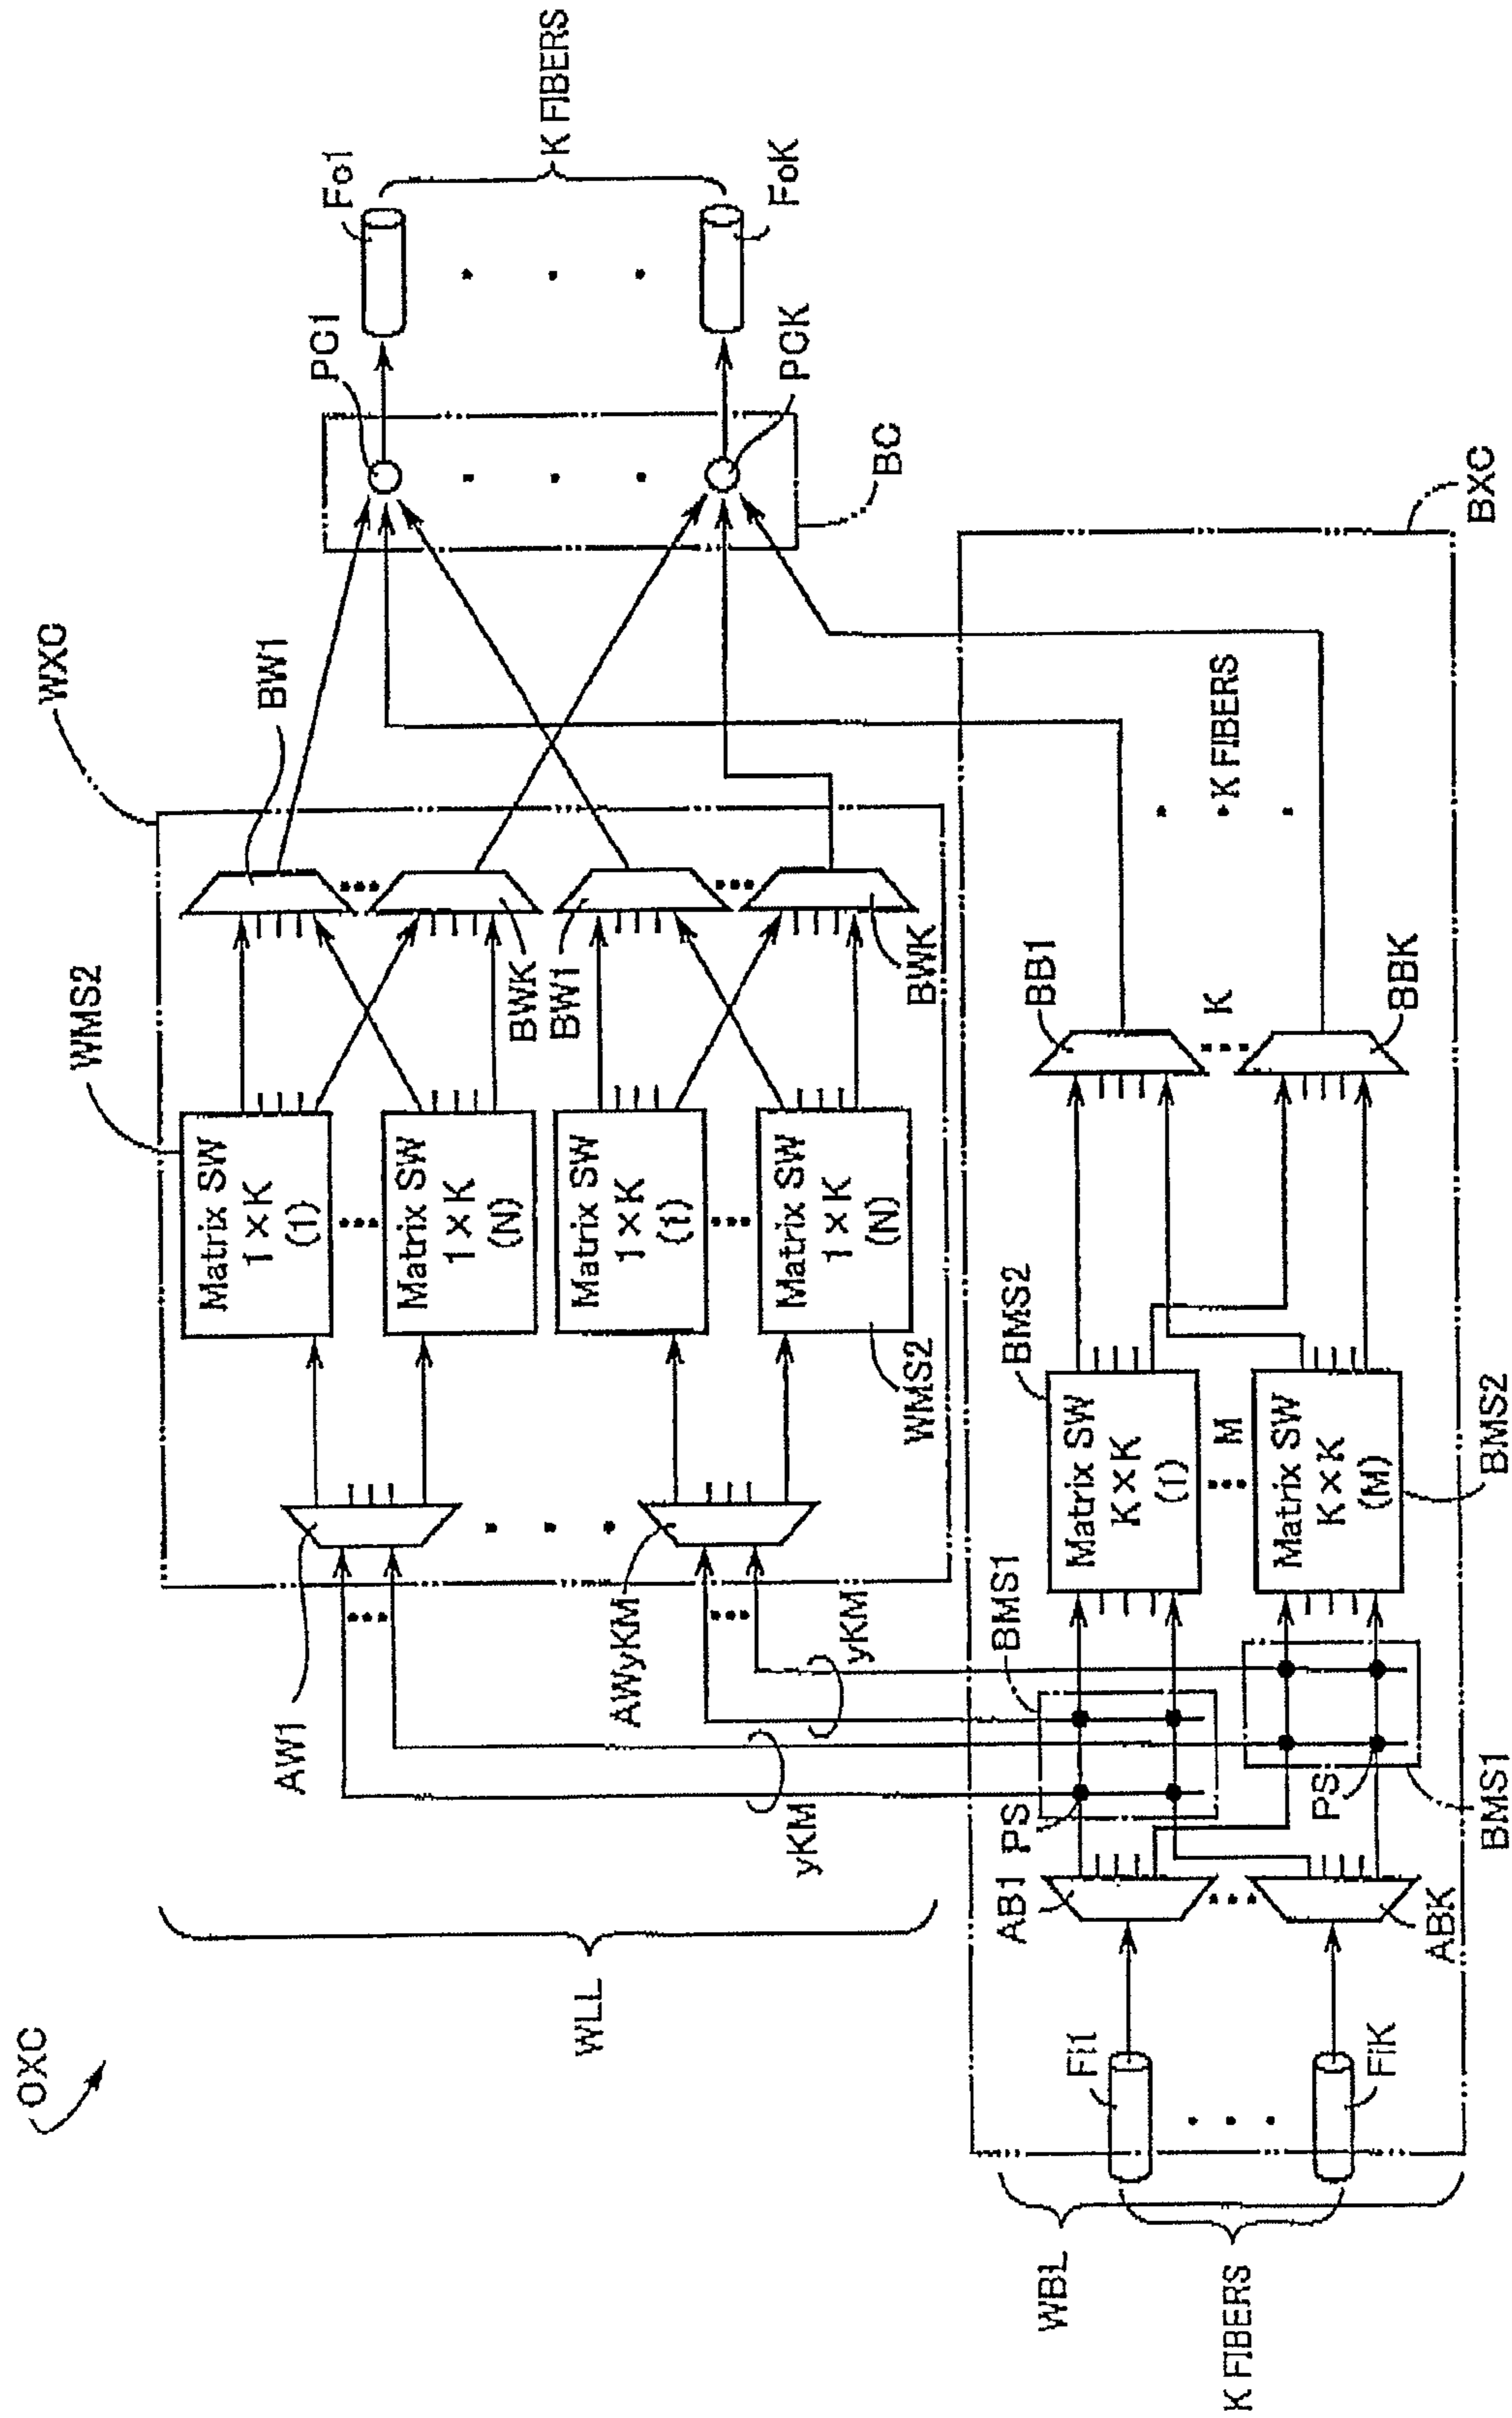 OXC
WXC
WMS2
BW1
Fo1
PC1
K FIBERS
AW1
Matrix SW
1×K
(1)
Matrix SW
1×K
(N)
BWK
BW1
WLL
AWyKM
Matrix SW
1×K
(1)
Matrix SW
1×K
(N)
WMS2
BWK
PCK
FoK
BC
yKM
yKM
BXC
WBL
K FIBERS
Fi1
FiK
AB1
ABK
PS
PS
BMS1
BMS1
BMS2
Matrix SW
K×K
(1)
M
Matrix SW
K×K
(M)
BMS2
BB1
K
BBK
K FIBERS